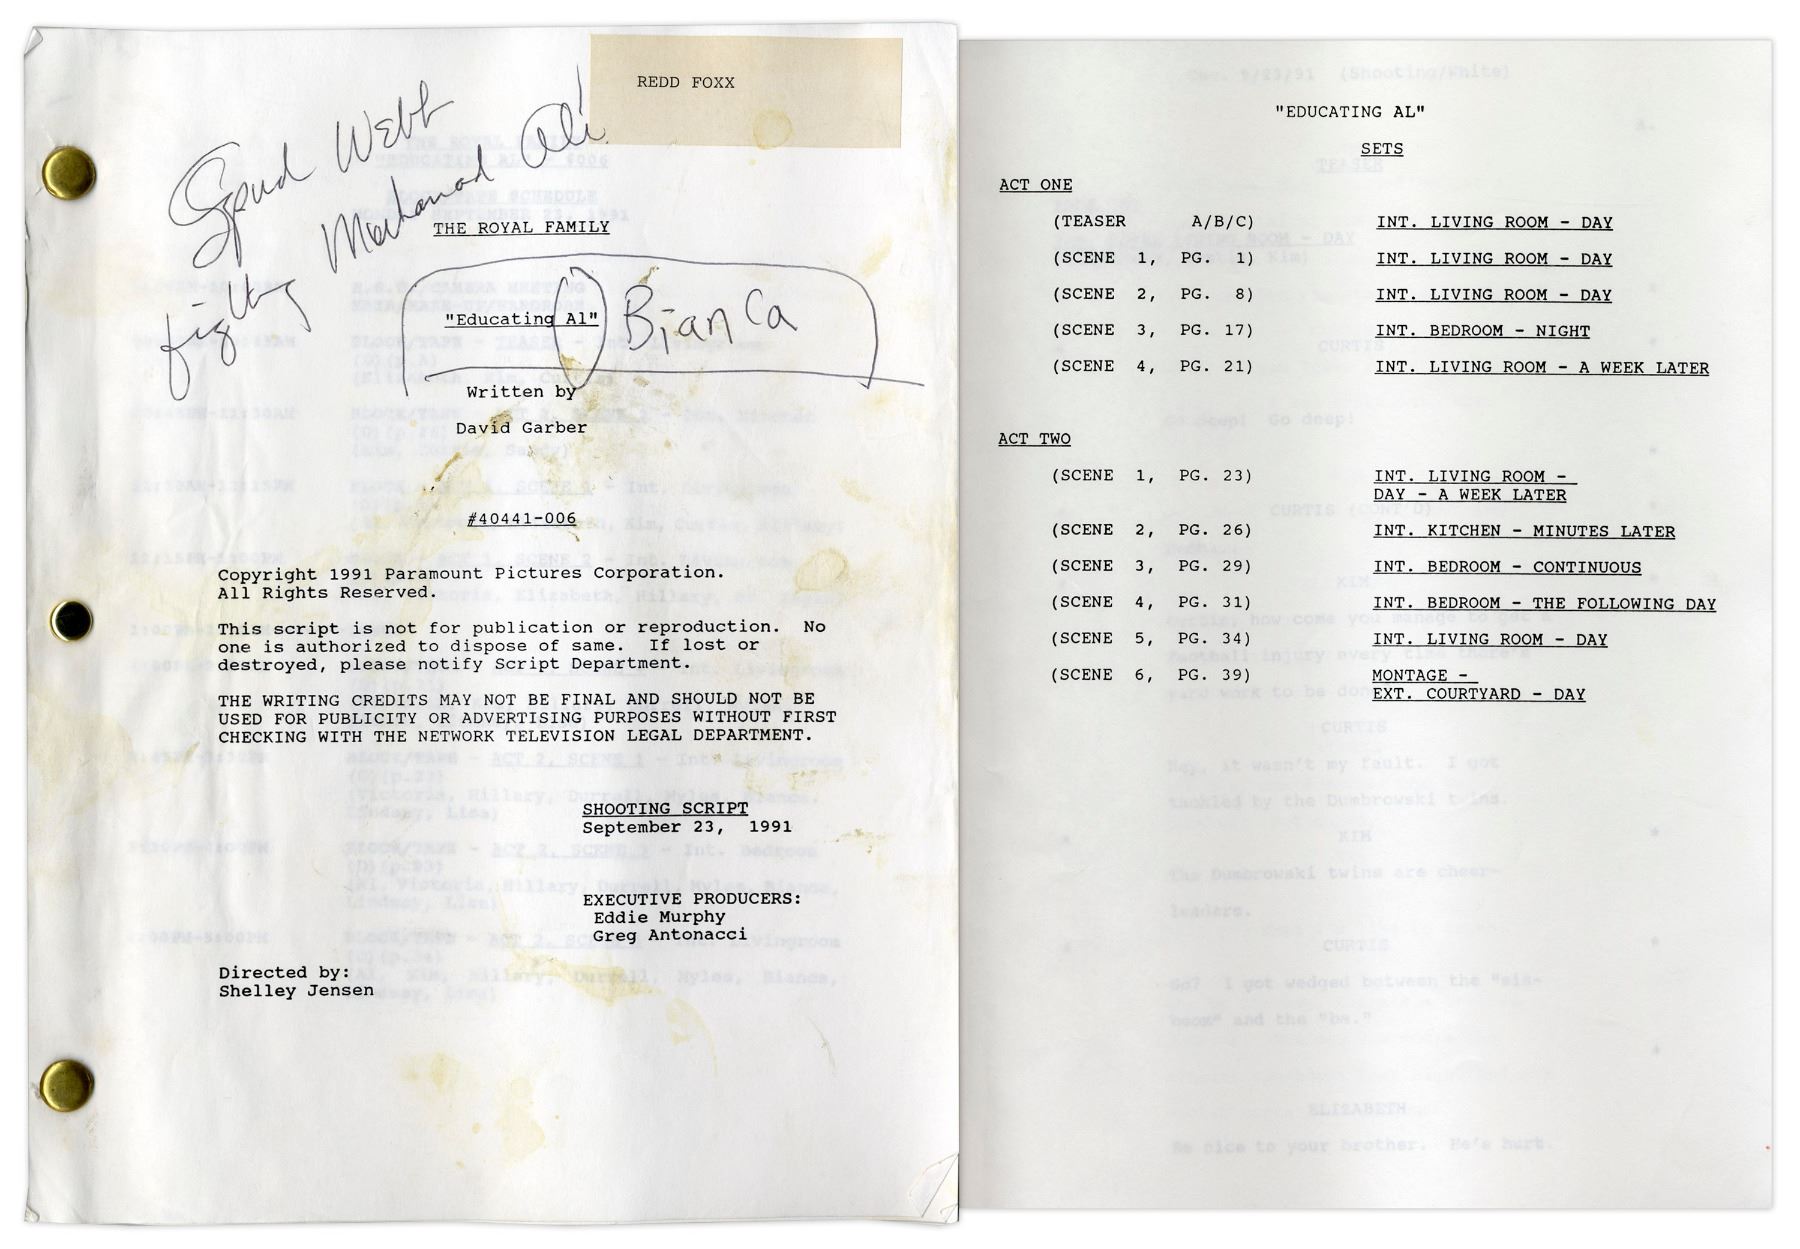 REDD FOXX
Spud Webb
fighting Mohamad Ali!
THE ROYAL FAMILY
"Educating Al" Bianca
Written by
David Garber
#40441-006
Copyright 1991 Paramount Pictures Corporation.
All Rights Reserved.
This script is not for publication or reproduction. No
one is authorized to dispose of same. If lost or
destroyed, please notify Script Department.
THE WRITING CREDITS MAY NOT BE FINAL AND SHOULD NOT BE
USED FOR PUBLICITY OR ADVERTISING PURPOSES WITHOUT FIRST
CHECKING WITH THE NETWORK TELEVISION LEGAL DEPARTMENT.
SHOOTING SCRIPT
September 23, 1991
EXECUTIVE PRODUCERS:
Eddie Murphy
Greg Antonacci
Directed by:
Shelley Jensen
"EDUCATING AL"
SETS
ACT ONE
(TEASER A/B/C) INT. LIVING ROOM - DAY
(SCENE 1, PG. 1) INT. LIVING ROOM - DAY
(SCENE 2, PG. 8) INT. LIVING ROOM - DAY
(SCENE 3, PG. 17) INT. BEDROOM - NIGHT
(SCENE 4, PG. 21) INT. LIVING ROOM - A WEEK LATER
ACT TWO
(SCENE 1, PG. 23) INT. LIVING ROOM -
DAY - A WEEK LATER
(SCENE 2, PG. 26) INT. KITCHEN - MINUTES LATER
(SCENE 3, PG. 29) INT. BEDROOM - CONTINUOUS
(SCENE 4, PG. 31) INT. BEDROOM - THE FOLLOWING DAY
(SCENE 5, PG. 34) INT. LIVING ROOM - DAY
(SCENE 6, PG. 39) MONTAGE -
EXT. COURTYARD - DAY